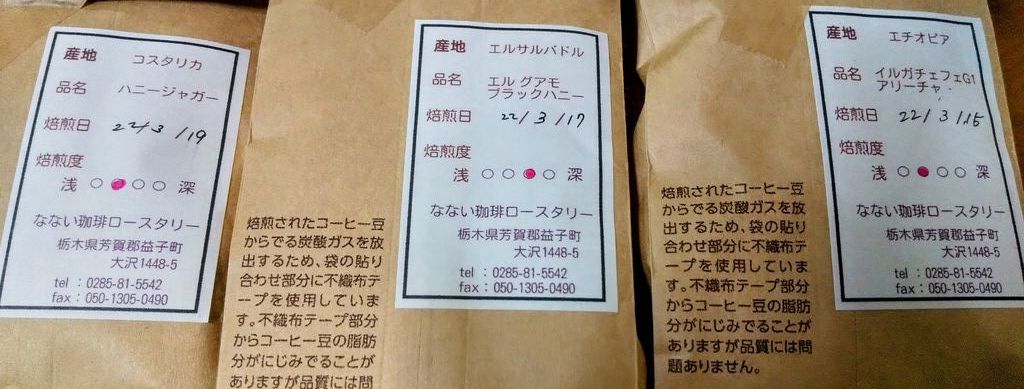 産地 コスタリカ
品名 ハニージャガー
焙煎日 22/3/19
焙煎度
浅 ○●○○ 深
なない珈琲ロースタリー
栃木県芳賀郡益子町
大沢1448-5
tel : 0285-81-5542
fax : 050-1305-0490
焙煎されたコーヒー豆
からでる炭酸ガスを放
出するため、袋の貼り
合わせ部分に不織布テ
ープを使用していま
す。不織布テープ部分
からコーヒー豆の脂肪
分がにじみでることが
ありますが品質には問
産地 エルサルバドル
品名 エル グアモ
ブラックハニー
焙煎日 22/3/17
焙煎度
浅 ○○●○ 深
なない珈琲ロースタリー
栃木県芳賀郡益子町
大沢1448-5
tel : 0285-81-5542
fax : 050-1305-0490
焙煎されたコーヒー豆
からでる炭酸ガスを放
出するため、袋の貼り
合わせ部分に不織布テ
ープを使用していま
す。不織布テープ部分
からコーヒー豆の脂肪
分がにじみでることが
ありますが品質には問
題ありません。
産地 エチオピア
品名 イルガチェフェG1
アリーチャ
焙煎日 22/3/15
焙煎度
浅 ○●○○ 深
なない珈琲ロースタリー
栃木県芳賀郡益子町
大沢1448-5
tel : 0285-81-5542
fax : 050-1305-0490